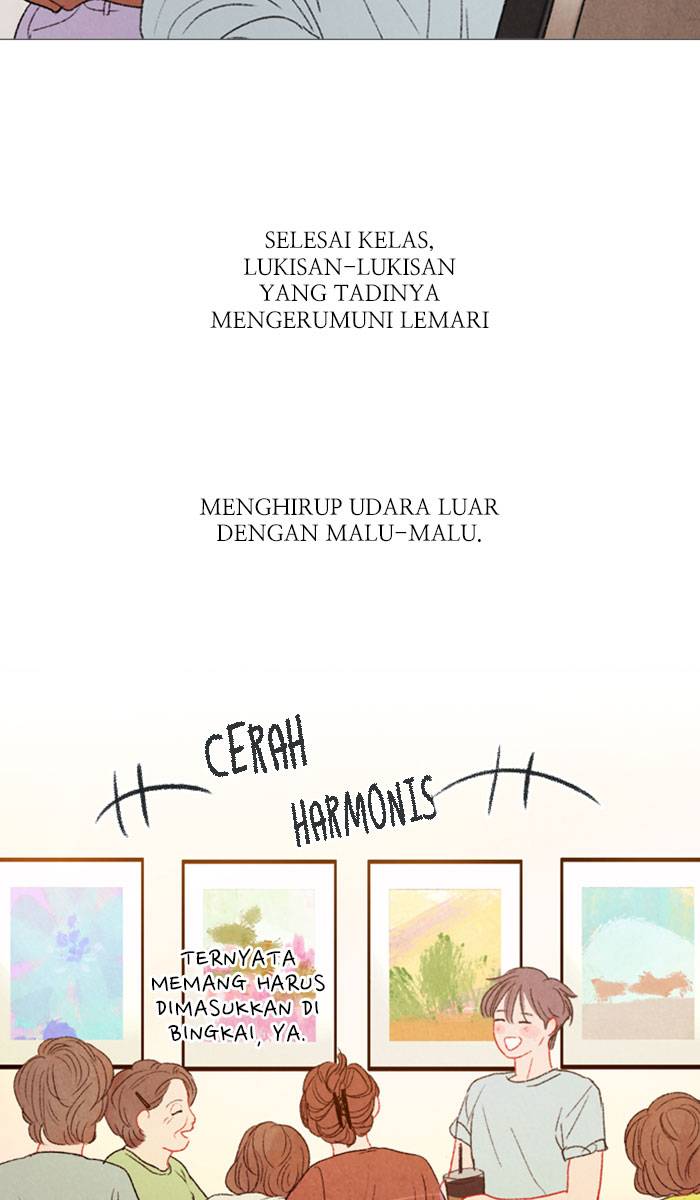 SELESAI KELAS,
LUKISAN-LUKISAN
YANG TADINYA
MENGERUMUNI LEMARI
MENGHIRUP UDARA LUAR
DENGAN MALU-MALU.
CERAH
HARMONIS
TERNYATA
MEMANG HARUS
DIMASUKKAN DI
BINGKAI, YA.